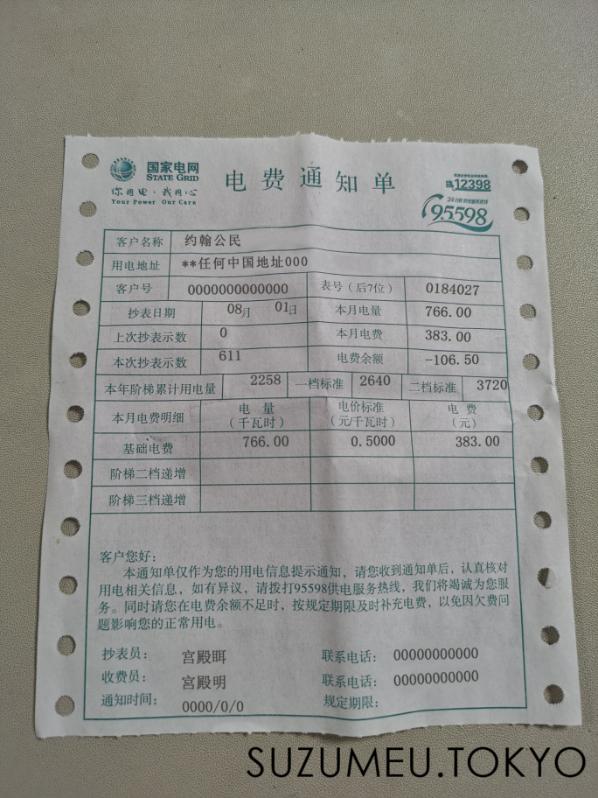 国家电网
STATE GRID
你用电·我用心
Your Power Our Care
电费通知单
12398
24小时供电服务热线
95598
客户名称 约翰公民
用电地址 **任何中国地址000
客户号 0000000000000 表号(后7位) 0184027
抄表日期 08月 01日 本月电量 766.00
上次抄表示数 0 本月电费 383.00
本次抄表示数 611 电费余额 -106.50
本年阶梯累计用电量 2258 一档标准 2640 二档标准 3720
本月电费明细 电量(千瓦时) 电价标准(元/千瓦时) 电费(元)
基础电费 766.00 0.5000 383.00
阶梯二档递增
阶梯三档递增
客户您好:
本通知单仅作为您的用电信息提示通知,请您收到通知单后,认真核对
用电相关信息,如有异议,请拨打95598供电服务热线,我们将竭诚为您服
务。同时请您在电费余额不足时,按规定期限及时补充电费,以免因欠费问
题影响您的正常用电。
抄表员: 宫殿眲 联系电话: 00000000000
收费员: 宫殿明 联系电话: 00000000000
通知时间: 0000/0/0 规定期限:
SUZUMEU.TOKYO